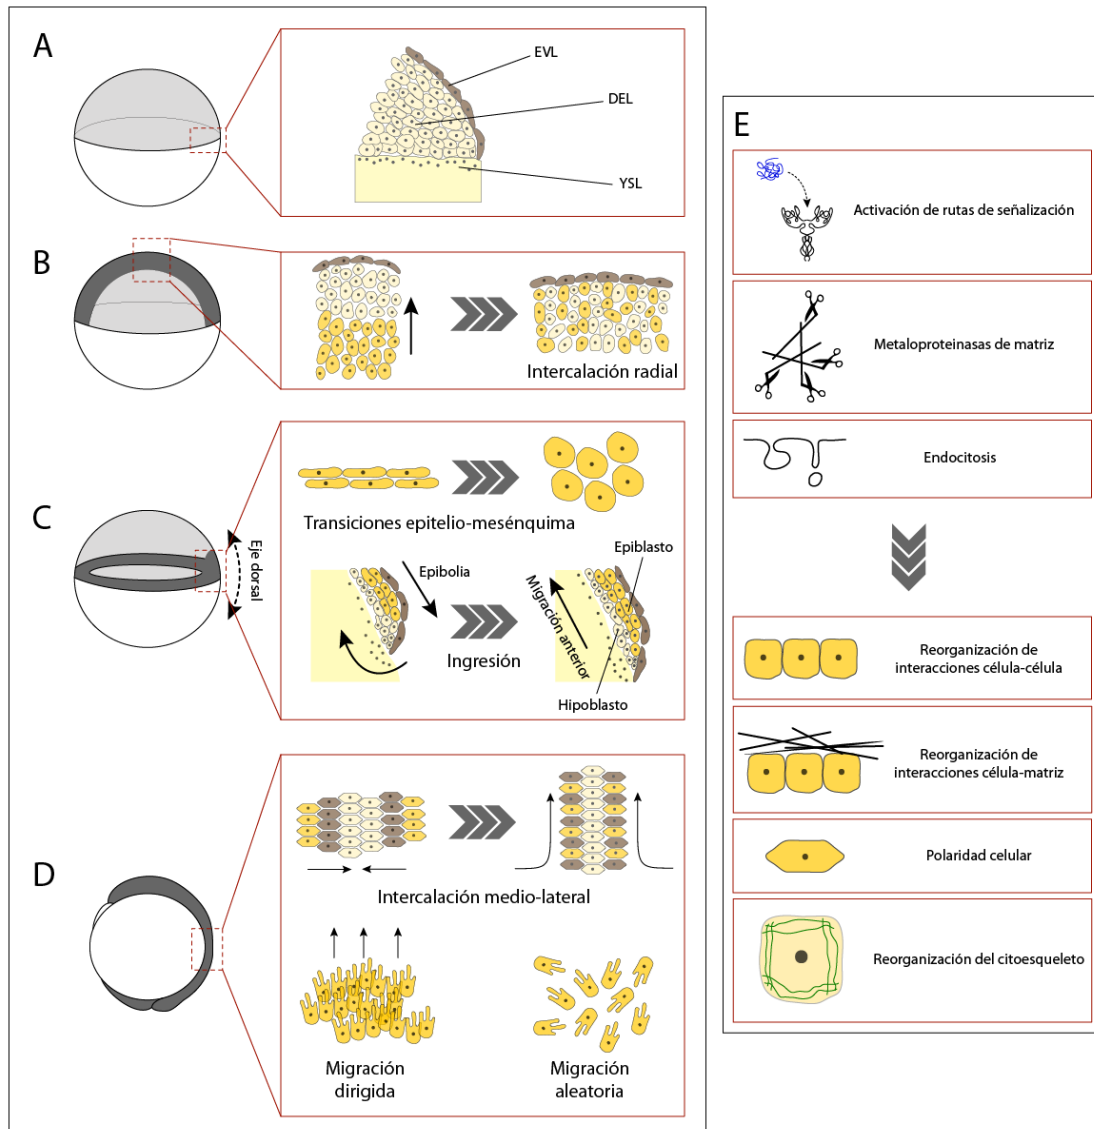 A
EVL
DEL
YSL
B
Intercalación radial
C
Transiciones epitelio-mesénquima
Eje dorsal
Epibolia
Ingresión
Migración anterior
Epiblasto
Hipoblasto
D
Intercalación medio-lateral
Migración
dirigida
Migración
aleatoria
E
Activación de rutas de señalización
Metaloproteinasas de matriz
Endocitosis
Reorganización de
interacciones célula-célula
Reorganización de
interacciones célula-matriz
Polaridad celular
Reorganización del citoesqueleto